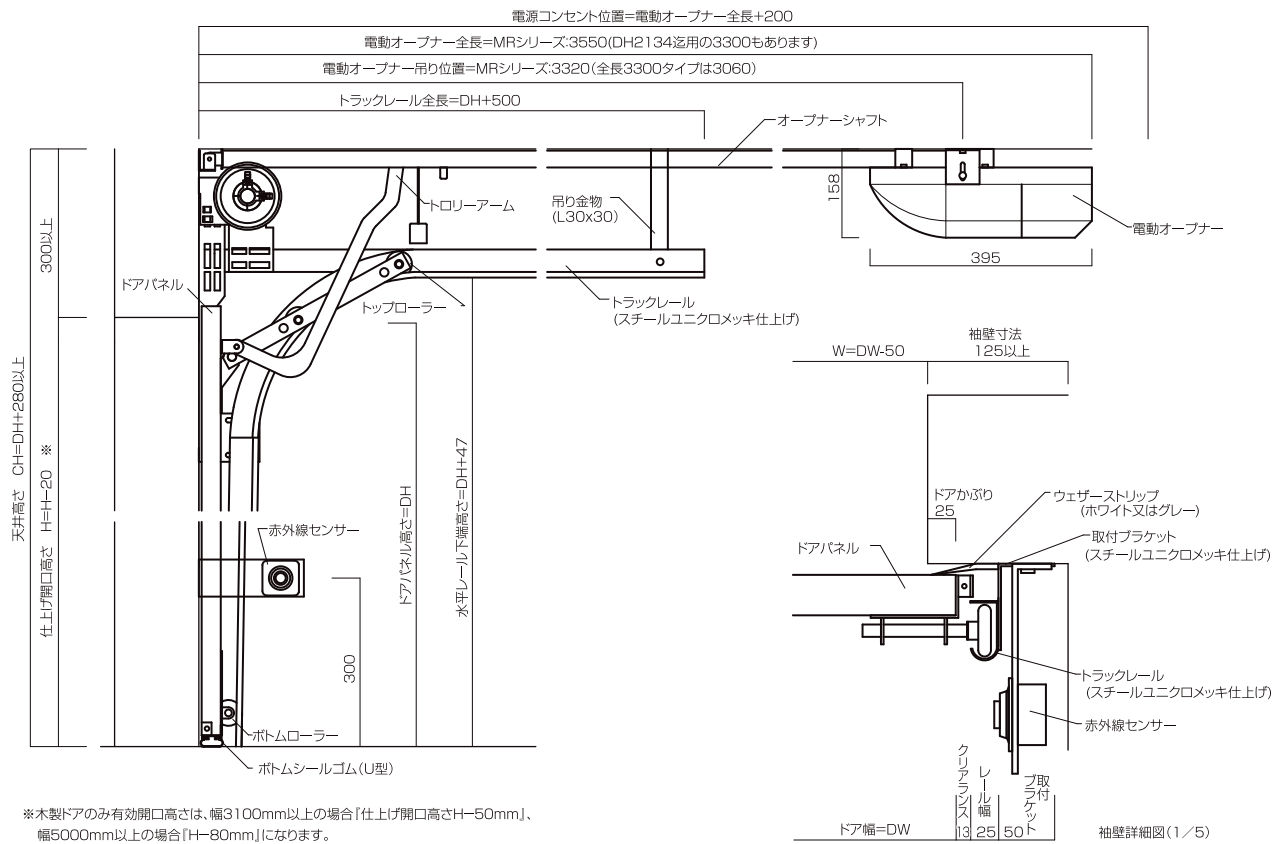 電源コンセント位置=電動オープナー全長+200
電動オープナー全長=MRシリーズ:3550(DH2134迄用の3300もあります)
電動オープナー吊り位置=MRシリーズ:3320(全長3300タイプは3060)
トラックレール全長=DH+500
オープナーシャフト
トロリーアーム
吊り金物
(L30x30)
158
電動オープナー
395
300以上
ドアパネル
トップローラー
トラックレール
(スチールユニクロメッキ仕上げ)
天井高さ CH=DH+280以上
仕上げ開口高さ H=H-20 ※
ドアパネル高さ=DH
水平レール下端高さ=DH+47
赤外線センサー
300
ボトムローラー
ボトムシールゴム(U型)
W=DW-50
袖壁寸法
125以上
ドアかぶり
25
ウェザーストリップ
(ホワイト又はグレー)
取付ブラケット
(スチールユニクロメッキ仕上げ)
ドアパネル
トラックレール
(スチールユニクロメッキ仕上げ)
赤外線センサー
クリアランス
レール幅
取付
ブラケット
ドア幅=DW
13
25
50
袖壁詳細図(1/5)
※木製ドアのみ有効開口高さは、幅3100mm以上の場合『仕上げ開口高さH-50mm』、
幅5000mm以上の場合『H-80mm』になります。